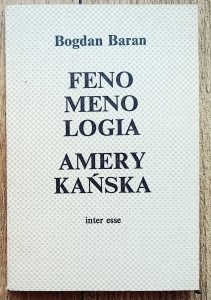 Bogdan Baran
FENO
MENO
LOGIA
AMERY
KAŃSKA
inter esse